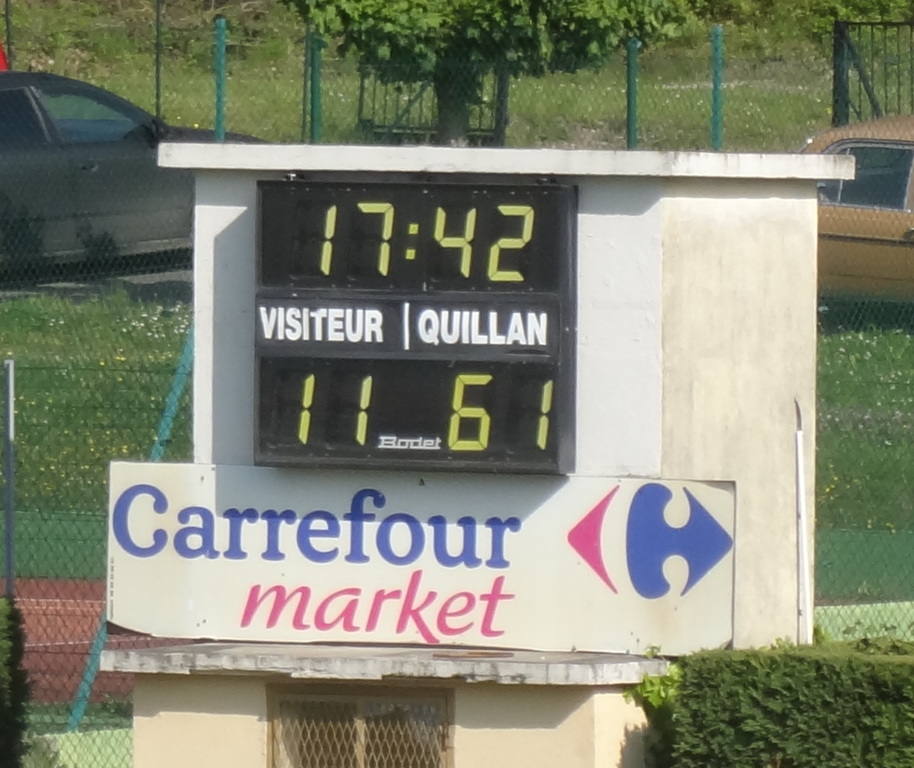 17:42
VISITEUR | QUILLAN
11 61
Bodet
Carrefour
market